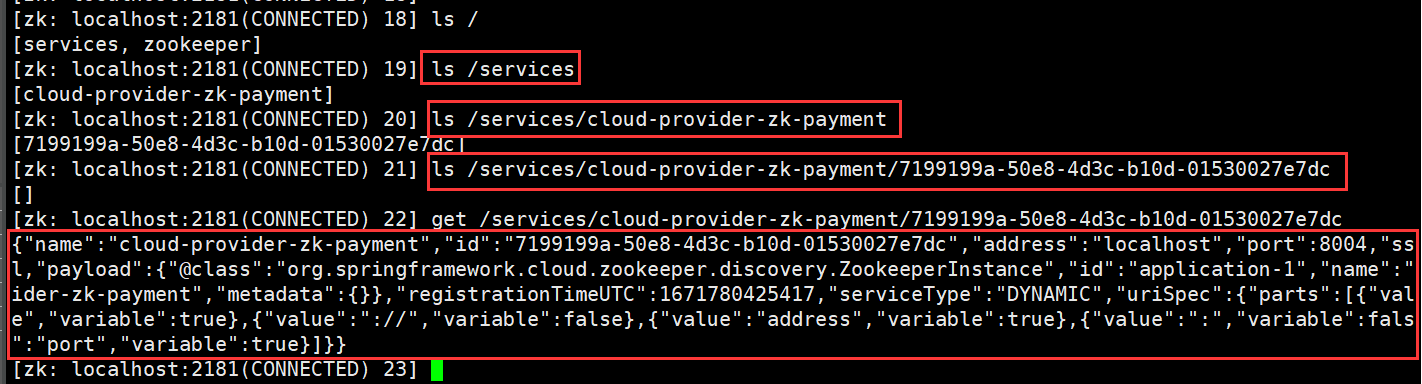 [zk: localhost:2181(CONNECTED) 18] ls /
[services, zookeeper]
[zk: localhost:2181(CONNECTED) 19] ls /services
[cloud-provider-zk-payment]
[zk: localhost:2181(CONNECTED) 20] ls /services/cloud-provider-zk-payment
[7199199a-50e8-4d3c-b10d-01530027e7dc]
[zk: localhost:2181(CONNECTED) 21] ls /services/cloud-provider-zk-payment/7199199a-50e8-4d3c-b10d-01530027e7dc
[]
[zk: localhost:2181(CONNECTED) 22] get /services/cloud-provider-zk-payment/7199199a-50e8-4d3c-b10d-01530027e7dc
{"name":"cloud-provider-zk-payment","id":"7199199a-50e8-4d3c-b10d-01530027e7dc","address":"localhost","port":8004,"ss
l,"payload":{"@class":"org.springframework.cloud.zookeeper.discovery.ZookeeperInstance","id":"application-1","name":"
ider-zk-payment","metadata":{}},"registrationTimeUTC":1671780425417,"serviceType":"DYNAMIC","uriSpec":{"parts":[{"val
e","variable":true},{"value":"://","variable":false},{"value":"address","variable":true},{"value":":","variable":fals
":"port","variable":true}]}}
[zk: localhost:2181(CONNECTED) 23]